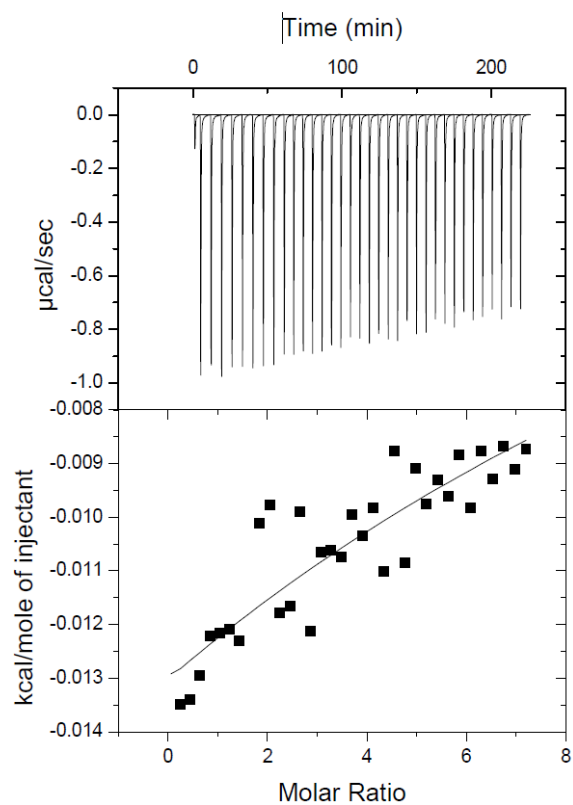 Time (min)
0 100 200
0.0
-0.2
-0.4
-0.6
-0.8
-1.0
µcal/sec
-0.008
-0.009
-0.010
-0.011
-0.012
-0.013
-0.014
kcal/mole of injectant
0 2 4 6 8
Molar Ratio